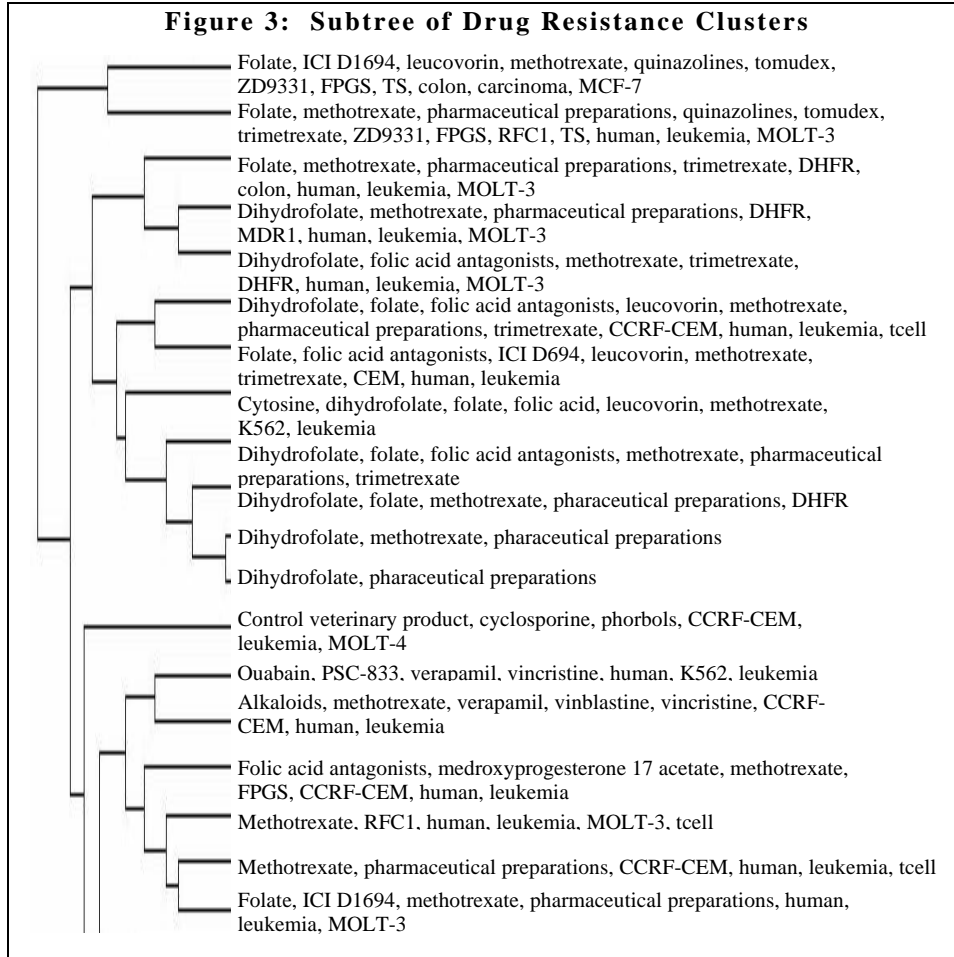 Figure 3: Subtree of Drug Resistance Clusters
Folate, ICI D1694, leucovorin, methotrexate, quinazolines, tomudex,
ZD9331, FPGS, TS, colon, carcinoma, MCF-7
Folate, methotrexate, pharmaceutical preparations, quinazolines, tomudex,
trimetrexate, ZD9331, FPGS, RFC1, TS, human, leukemia, MOLT-3
Folate, methotrexate, pharmaceutical preparations, trimetrexate, DHFR,
colon, human, leukemia, MOLT-3
Dihydrofolate, methotrexate, pharmaceutical preparations, DHFR,
MDR1, human, leukemia, MOLT-3
Dihydrofolate, folic acid antagonists, methotrexate, trimetrexate,
DHFR, human, leukemia, MOLT-3
Dihydrofolate, folate, folic acid antagonists, leucovorin, methotrexate,
pharmaceutical preparations, trimetrexate, CCRF-CEM, human, leukemia, tcell
Folate, folic acid antagonists, ICI D694, leucovorin, methotrexate,
trimetrexate, CEM, human, leukemia
Cytosine, dihydrofolate, folate, folic acid, leucovorin, methotrexate,
K562, leukemia
Dihydrofolate, folate, folic acid antagonists, methotrexate, pharmaceutical
preparations, trimetrexate
Dihydrofolate, folate, methotrexate, pharaceutical preparations, DHFR
Dihydrofolate, methotrexate, pharaceutical preparations
Dihydrofolate, pharaceutical preparations
Control veterinary product, cyclosporine, phorbols, CCRF-CEM,
leukemia, MOLT-4
Ouabain, PSC-833, verapamil, vincristine, human, K562, leukemia
Alkaloids, methotrexate, verapamil, vinblastine, vincristine, CCRF-
CEM, human, leukemia
Folic acid antagonists, medroxyprogesterone 17 acetate, methotrexate,
FPGS, CCRF-CEM, human, leukemia
Methotrexate, RFC1, human, leukemia, MOLT-3, tcell
Methotrexate, pharmaceutical preparations, CCRF-CEM, human, leukemia, tcell
Folate, ICI D1694, methotrexate, pharmaceutical preparations, human,
leukemia, MOLT-3